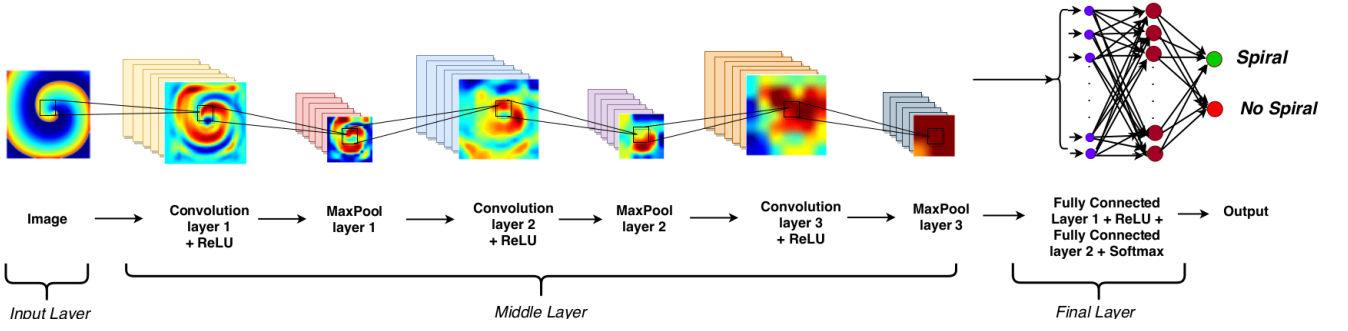 Spiral
No Spiral
Image
Convolution
layer 1
+ ReLU
MaxPool
layer 1
Convolution
layer 2
+ ReLU
MaxPool
layer 2
Convolution
layer 3
+ ReLU
MaxPool
layer 3
Fully Connected
Layer 1 + ReLU +
Fully Connected
layer 2 + Softmax
Output
Input Layer
Middle Layer
Final Layer